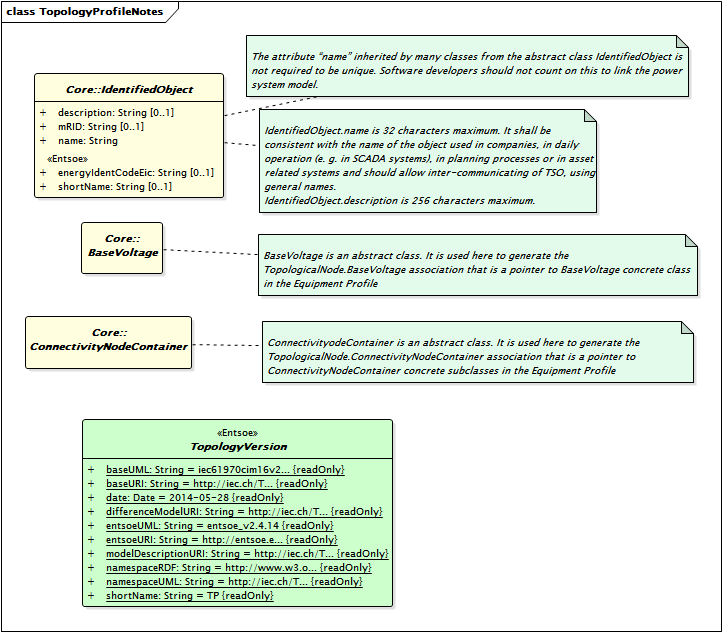 class TopologyProfileNotes
Core::IdentifiedObject
+ description: String [0..1]
+ mRID: String [0..1]
+ name: String
«Entsoe»
+ energyIdentCodeEic: String [0..1]
+ shortName: String [0..1]
The attribute “name” inherited by many classes from the abstract class IdentifiedObject is
not required to be unique. Software developers should not count on this to link the power
system model.
IdentifiedObject.name is 32 characters maximum. It shall be
consistent with the name of the object used in companies, in daily
operation (e. g. in SCADA systems), in planning processes or in asset
related systems and should allow inter-communicating of TSO, using
general names.
IdentifiedObject.description is 256 characters maximum.
Core::
BaseVoltage
BaseVoltage is an abstract class. It is used here to generate the
TopologicalNode.BaseVoltage association that is a pointer to BaseVoltage concrete class
in the Equipment Profile
Core::
ConnectivityNodeContainer
ConnectivityodeContainer is an abstract class. It is used here to generate the
TopologicalNode.ConnectivityNodeContainer association that is a pointer to
ConnectivityNodeContainer concrete subclasses in the Equipment Profile
«Entsoe»
TopologyVersion
+ baseUML: String = iec61970cim16v2... {readOnly}
+ baseURI: String = http://iec.ch/T... {readOnly}
+ date: Date = 2014-05-28 {readOnly}
+ differenceModelURI: String = http://iec.ch/T... {readOnly}
+ entsoeUML: String = entsoe_v2.4.14 {readOnly}
+ entsoeURI: String = http://entsoe.e... {readOnly}
+ modelDescriptionURI: String = http://iec.ch/T... {readOnly}
+ namespaceRDF: String = http://www.w3.o... {readOnly}
+ namespaceUML: String = http://iec.ch/T... {readOnly}
+ shortName: String = TP {readOnly}